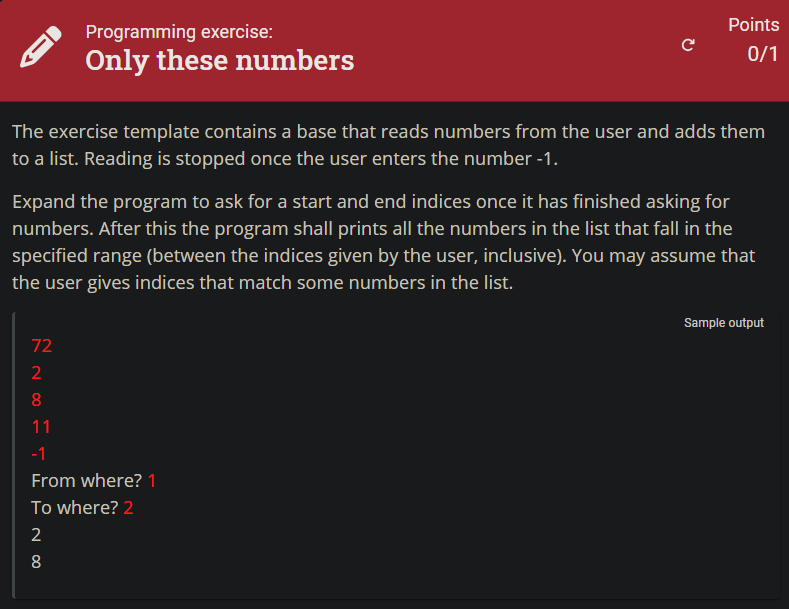 Programming exercise:
Only these numbers
Points
0/1
The exercise template contains a base that reads numbers from the user and adds them
to a list. Reading is stopped once the user enters the number -1.
Expand the program to ask for a start and end indices once it has finished asking for
numbers. After this the program shall prints all the numbers in the list that fall in the
specified range (between the indices given by the user, inclusive). You may assume that
the user gives indices that match some numbers in the list.
Sample output
72
2
8
11
-1
From where? 1
To where? 2
2
8